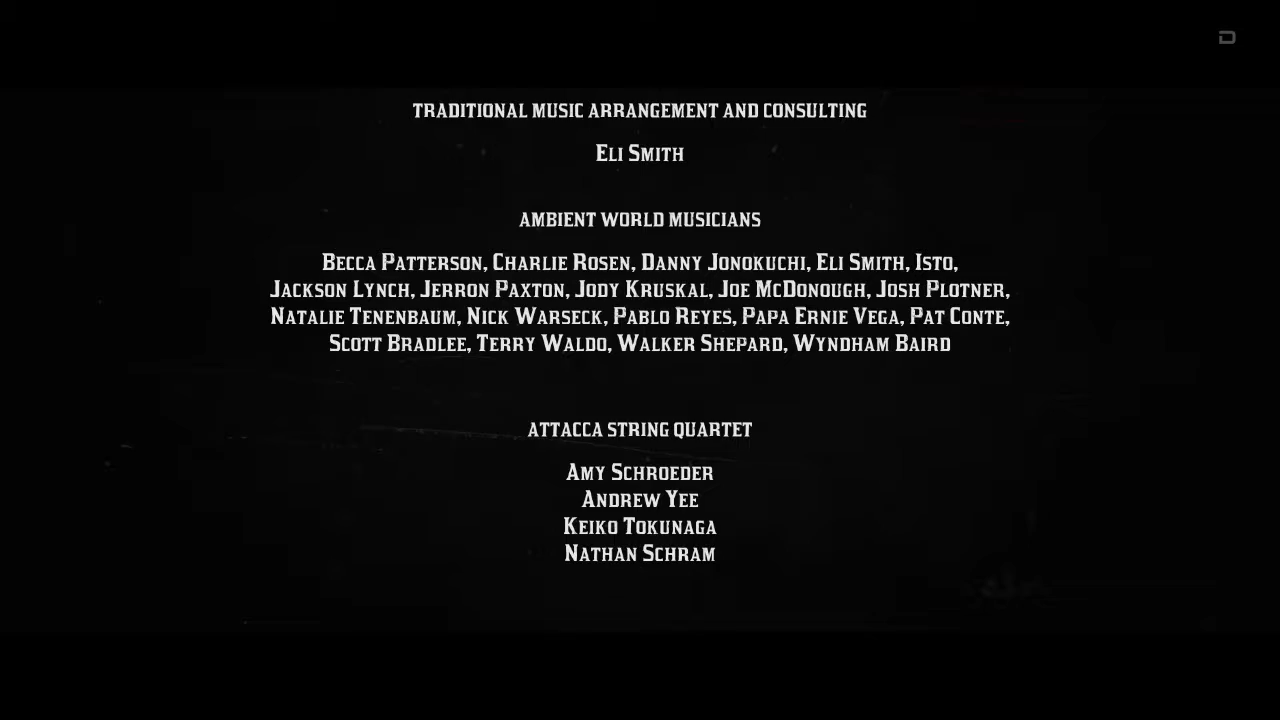 TRADITIONAL MUSIC ARRANGEMENT AND CONSULTING
ELI SMITH
AMBIENT WORLD MUSICIANS
BECCA PATTERSON, CHARLIE ROSEN, DANNY JONOKUCHI, ELI SMITH, ISTO,
JACKSON LYNCH, JERRON PAXTON, JODY KRUSKAL, JOE MCDONOUGH, JOSH PLOTNER,
NATALIE TENENBAUM, NICK WARSECK, PABLO REYES, PAPA ERNIE VEGA, PAT CONTE,
SCOTT BRADLEE, TERRY WALDO, WALKER SHEPARD, WYNDHAM BAIRD
ATTACCA STRING QUARTET
AMY SCHROEDER
ANDREW YEE
KEIKO TOKUNAGA
NATHAN SCHRAM